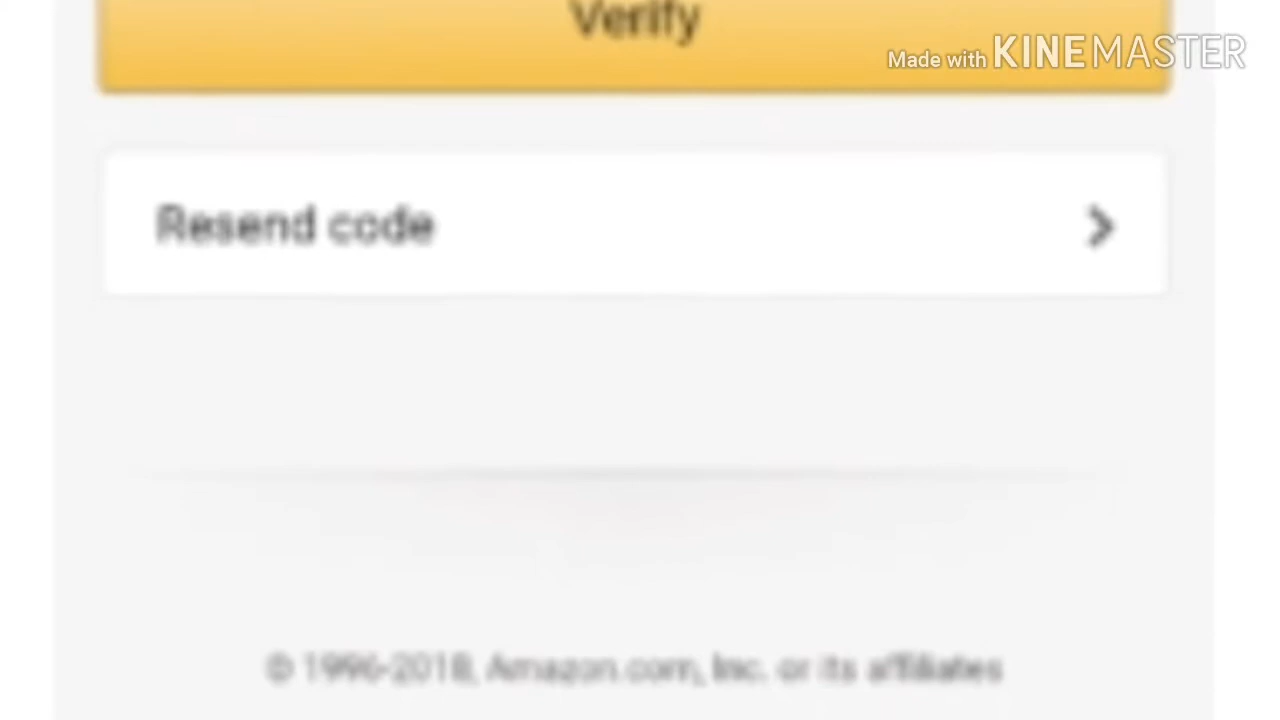 Verify
Made with KINEMASTER
Resend code
© 1996-2018, Amazon.com, Inc. or its affiliates